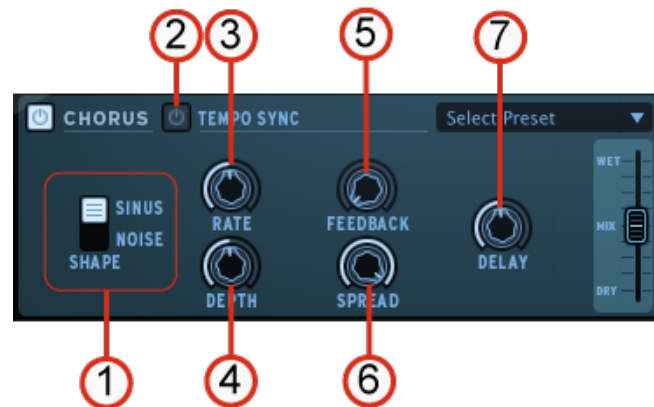 2 3 5 7
CHORUS TEMPO SYNC Select Preset
WET
SINUS
RATE FEEDBACK MIX
NOISE
SHAPE DELAY
DRY
DEPTH SPREAD
1 4 6